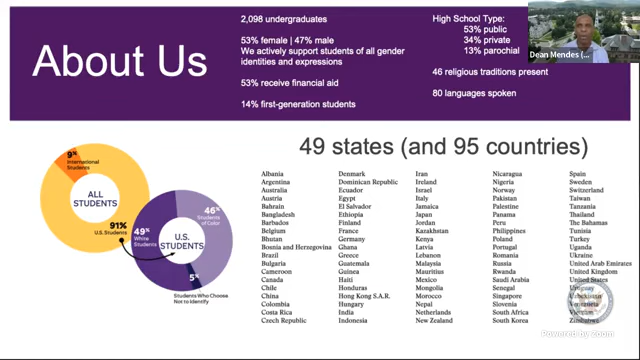 About Us
2,098 undergraduates
53% female | 47% male
We actively support students of all gender
identities and expressions
53% receive financial aid
14% first-generation students
High School Type:
53% public
34% private
13% parochial
46 religious traditions present
80 languages spoken
Dean Mendes (...
9%
International
Students
ALL
STUDENTS
91%
U.S. Students
49%
White Students
U.S.
STUDENTS
46%
Students
of Color
5%
Students Who Choose
Not to Identify
49 states (and 95 countries)
Albania
Argentina
Australia
Austria
Bahrain
Bangladesh
Barbados
Belgium
Bhutan
Bosnia and Herzegovina
Brazil
Bulgaria
Cameroon
Canada
Chile
China
Colombia
Costa Rica
Czech Republic
Denmark
Dominican Republic
Ecuador
Egypt
El Salvador
Ethiopia
Finland
France
Germany
Ghana
Greece
Guatemala
Guinea
Haiti
Honduras
Hong Kong S.A.R.
Hungary
India
Indonesia
Iran
Ireland
Israel
Italy
Jamaica
Japan
Jordan
Kazakhstan
Kenya
Latvia
Lebanon
Malaysia
Mauritius
Mexico
Mongolia
Morocco
Nepal
Netherlands
New Zealand
Nicaragua
Nigeria
Norway
Pakistan
Palestine
Panama
Peru
Philippines
Poland
Portugal
Romania
Russia
Rwanda
Saudi Arabia
Senegal
Singapore
Slovenia
South Africa
South Korea
Spain
Sweden
Switzerland
Taiwan
Tanzania
Thailand
The Bahamas
Tunisia
Turkey
Uganda
Ukraine
United Arab Emirates
United Kingdom
United States
Uruguay
Uzbekistan
Venezuela
Vietnam
Zimbabwe
Powered by Zoom